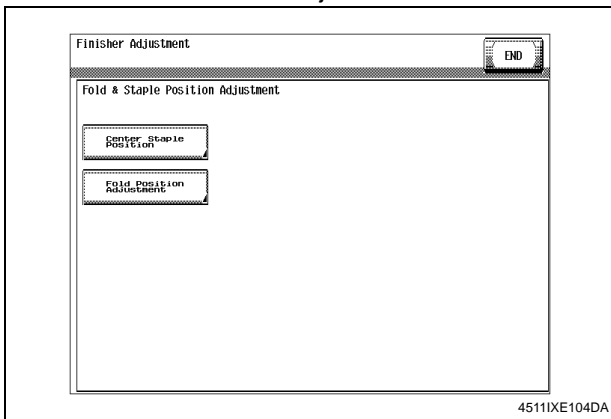 Finisher Adjustment
END
Fold & Staple Position Adjustment
Center Staple
Position
Fold Position
Adjustment
4511IXE104DA